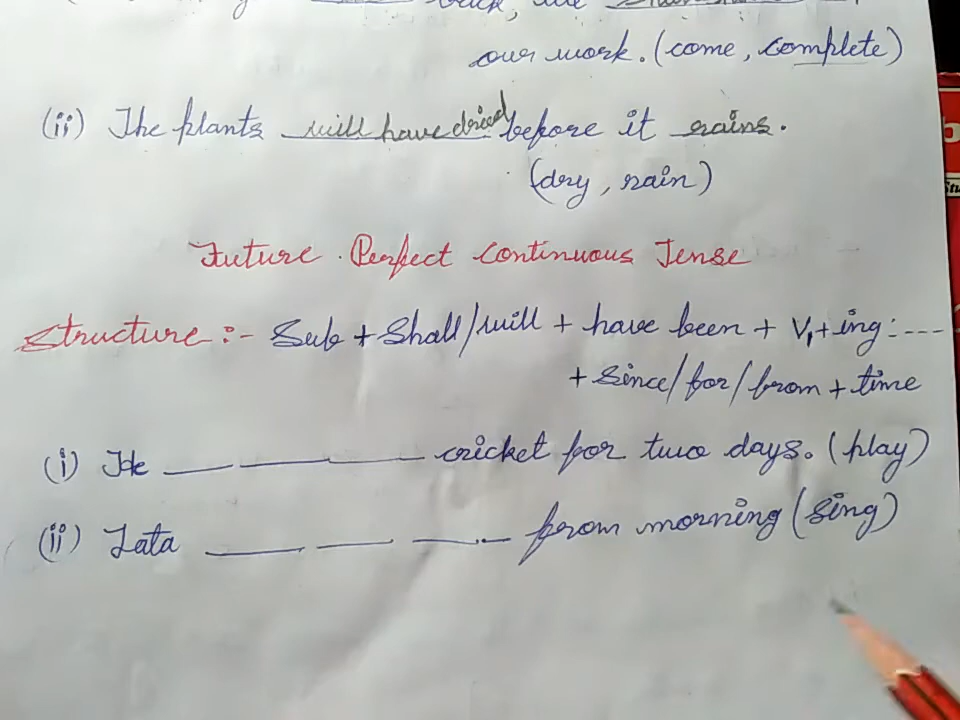 our work. (come, complete)
(ii) The plants will have dried before it rains.
(dry, rain)
Future Perfect Continuous Tense
Structure :- Sub + Shall/will + have been + V₁+ing: ---
+ since/for/from + time
(i) He ___ ___ ___ cricket for two days. (play)
(ii) Lata ___ ___ ___ from morning (sing)